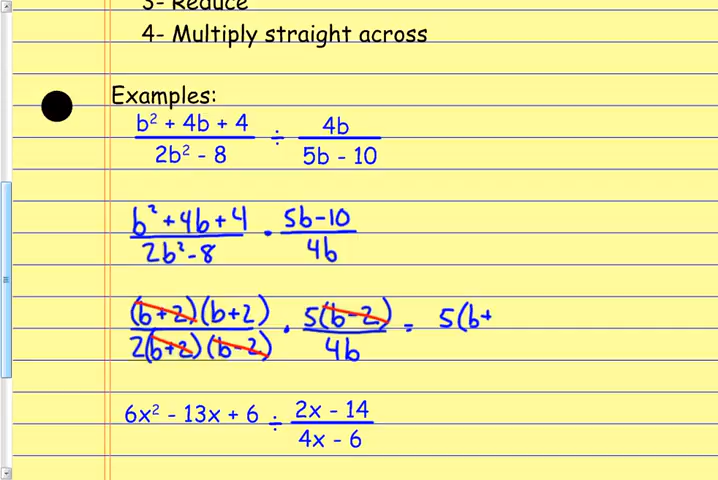 3- Reduce
4- Multiply straight across
Examples:
b² + 4b + 4 / 2b² - 8 ÷ 4b / 5b - 10
b² + 4b + 4 / 2b² - 8 · 5b - 10 / 4b
(b+2)(b+2) / 2(b+2)(b-2) · 5(b-2) / 4b = 5(b+
6x² - 13x + 6 ÷ 2x - 14 / 4x - 6